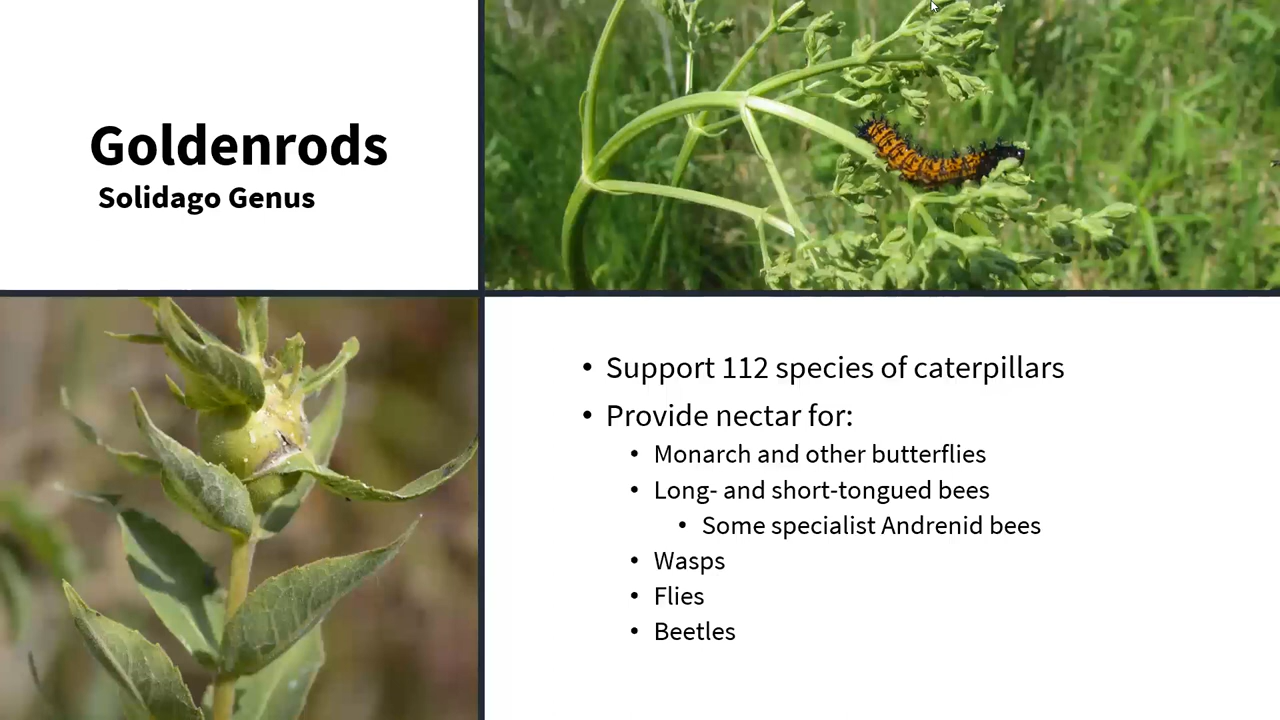 Goldenrods
Solidago Genus
• Support 112 species of caterpillars
• Provide nectar for:
• Monarch and other butterflies
• Long- and short-tongued bees
• Some specialist Andrenid bees
• Wasps
• Flies
• Beetles